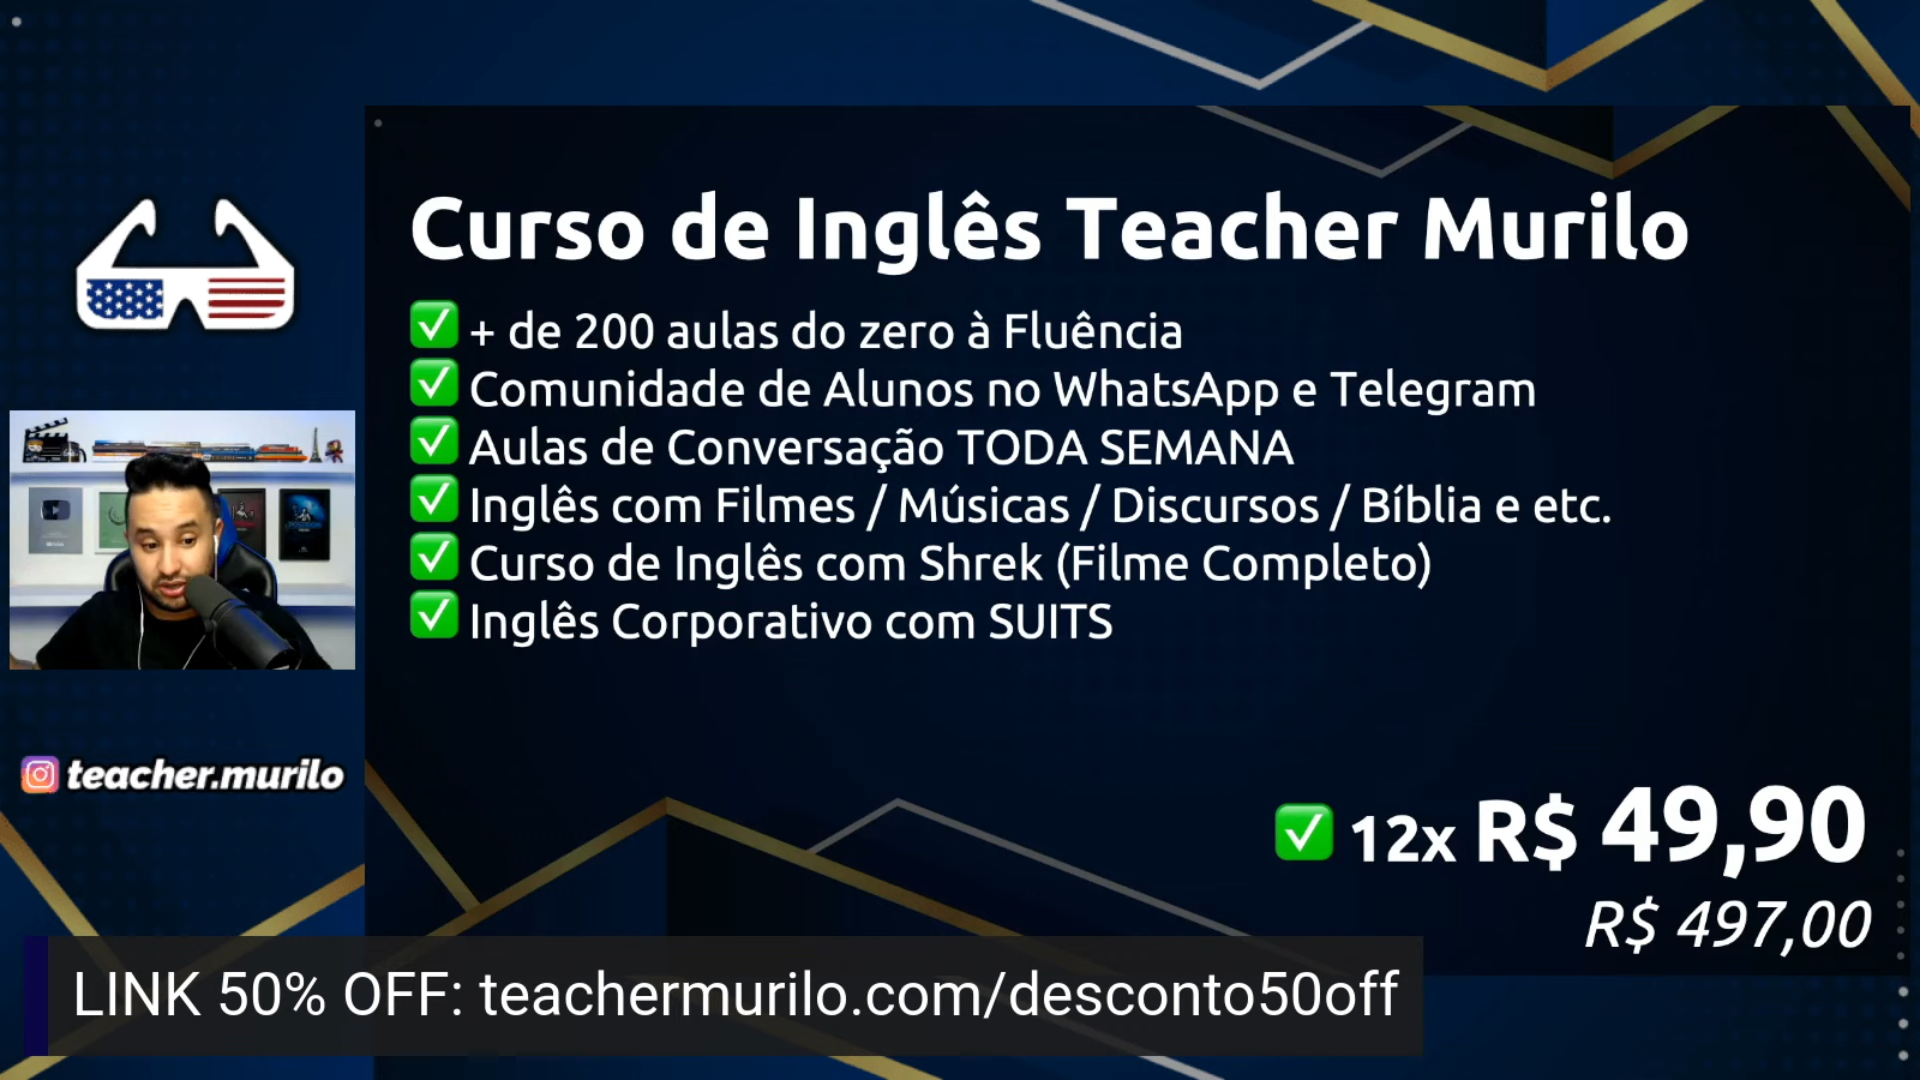 Curso de Inglês Teacher Murilo
✅ + de 200 aulas do zero à Fluência
✅ Comunidade de Alunos no WhatsApp e Telegram
✅ Aulas de Conversação TODA SEMANA
✅ Inglês com Filmes / Músicas / Discursos / Bíblia e etc.
✅ Curso de Inglês com Shrek (Filme Completo)
✅ Inglês Corporativo com SUITS
teacher.murilo
✅ 12x R$ 49,90
R$ 497,00
LINK 50% OFF: teachermurilo.com/desconto50off